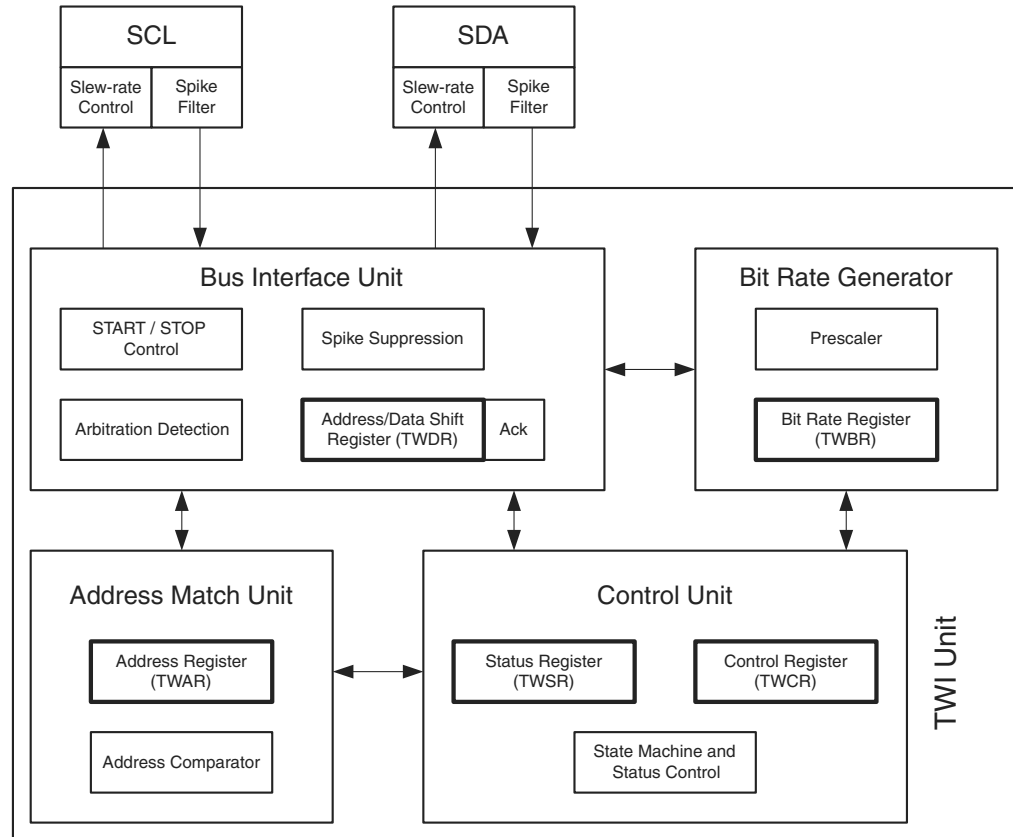 SCL
Slew-rate
Control
Spike
Filter
SDA
Slew-rate
Control
Spike
Filter
Bus Interface Unit
START / STOP
Control
Spike Suppression
Arbitration Detection
Address/Data Shift
Register (TWDR)
Ack
Bit Rate Generator
Prescaler
Bit Rate Register
(TWBR)
Address Match Unit
Address Register
(TWAR)
Address Comparator
Control Unit
Status Register
(TWSR)
Control Register
(TWCR)
State Machine and
Status Control
TWI Unit